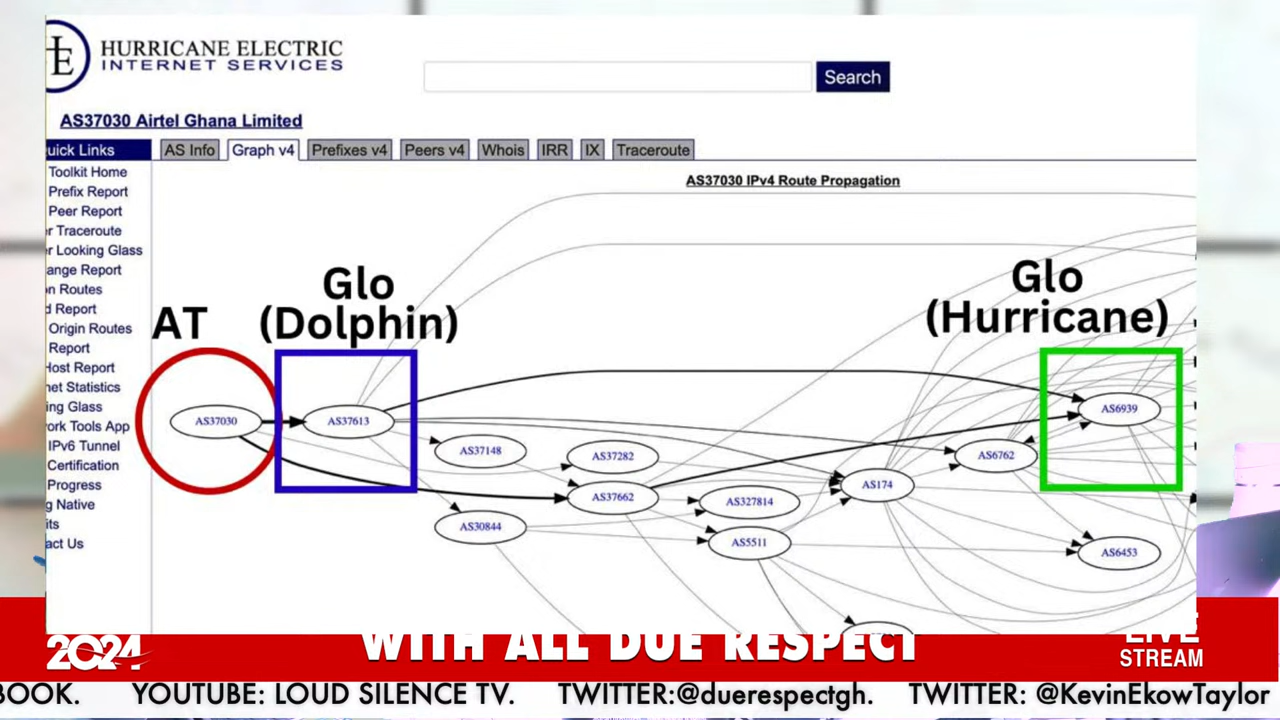 HURRICANE ELECTRIC
INTERNET SERVICES
Search
AS37030 Airtel Ghana Limited
uick Links
AS Info
Graph v4
Prefixes v4
Peers v4
Whois
IRR
IX
Traceroute
Toolkit Home
Prefix Report
Peer Report
r Traceroute
r Looking Glass
ange Report
n Routes
d Report
Origin Routes
Report
Host Report
net Statistics
ing Glass
ork Tools App
IPv6 Tunnel
Certification
Progress
g Native
its
act Us
AS37030 IPv4 Route Propagation
AT
Glo
(Dolphin)
Glo
(Hurricane)
AS37030
AS37613
AS6939
AS37148
AS37282
AS6762
AS174
AS37662
AS327814
AS30844
AS5511
AS6453
2024
WITH ALL DUE RESPECT
LIVE
STREAM
BOOK. YOUTUBE: LOUD SILENCE TV. TWITTER:@duerespectgh. TWITTER: @KevinEkowTaylor